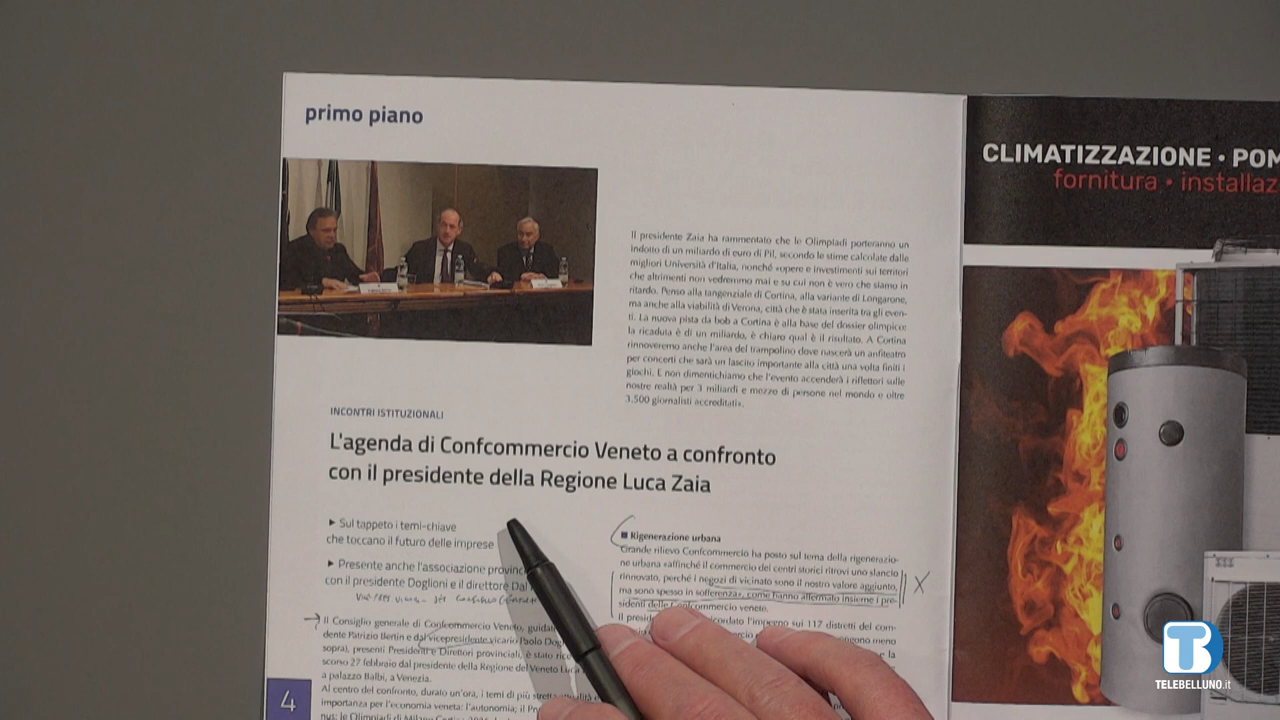 primo piano
INCONTRI ISTITUZIONALI
L'agenda di Confcommercio Veneto a confronto
con il presidente della Regione Luca Zaia
▶ Sul tappeto i temi-chiave
che toccano il futuro delle imprese
▶ Presente anche l'associazione provinc
con il presidente Doglioni e il direttore Dal
Il Consiglio generale di Confcommercio Veneto, guidat
dente Patrizio Bertin e dal vicepresidente vicario Paolo Dog
sopra), presenti Presidenti e Direttori provinciali, è stato rice
scorso 27 febbraio dal presidente della Regione del Veneto Luca
a palazzo Balbi, a Venezia.
Al centro del confronto, durato un'ora, i temi di più stretta attualità e
importanza per l'economia veneta: l'autonomia; il
4
Il presidente Zaia ha rammentato che le Olimpiadi porteranno un
indotto di un miliardo di euro di Pil, secondo le stime calcolate dalle
migliori Università d'Italia, nonché «opere e investimenti sui territori
che altrimenti non vedremmo mai e su cui non è vero che siamo in
ritardo. Penso alla tangenziale di Cortina, alla variante di Longarone,
ma anche alla viabilità di Verona, città che è stata inserita tra gli even-
ti. La nuova pista da bob a Cortina è alla base del dossier olimpico:
la ricaduta è di un miliardo, è chiaro qual è il risultato. A Cortina
rinnoveremo anche l'area del trampolino dove nascerà un anfiteatro
per concerti che sarà un lascito importante alla città una volta finiti i
giochi. E non dimentichiamo che l'evento accenderà i riflettori sulle
nostre realtà per 3 miliardi e mezzo di persone nel mondo e oltre
3.500 giornalisti accreditati».
■ Rigenerazione urbana
Grande rilievo Confcommercio ha posto sul tema della rigenerazio-
ne urbana «affinché il commercio dei centri storici ritrovi uno slancio
rinnovato, perché i negozi di vicinato sono il nostro valore aggiunto,
ma sono spesso in sofferenza», come hanno affermato insieme i pre-
sidenti delle Confcommercio venete.
Il presid cordato l'impegno sui 117 distretti del com-
ngono meno
e la
X
CLIMATIZZAZIONE • POM
fornitura • installaz
TELEBELLUNO.it